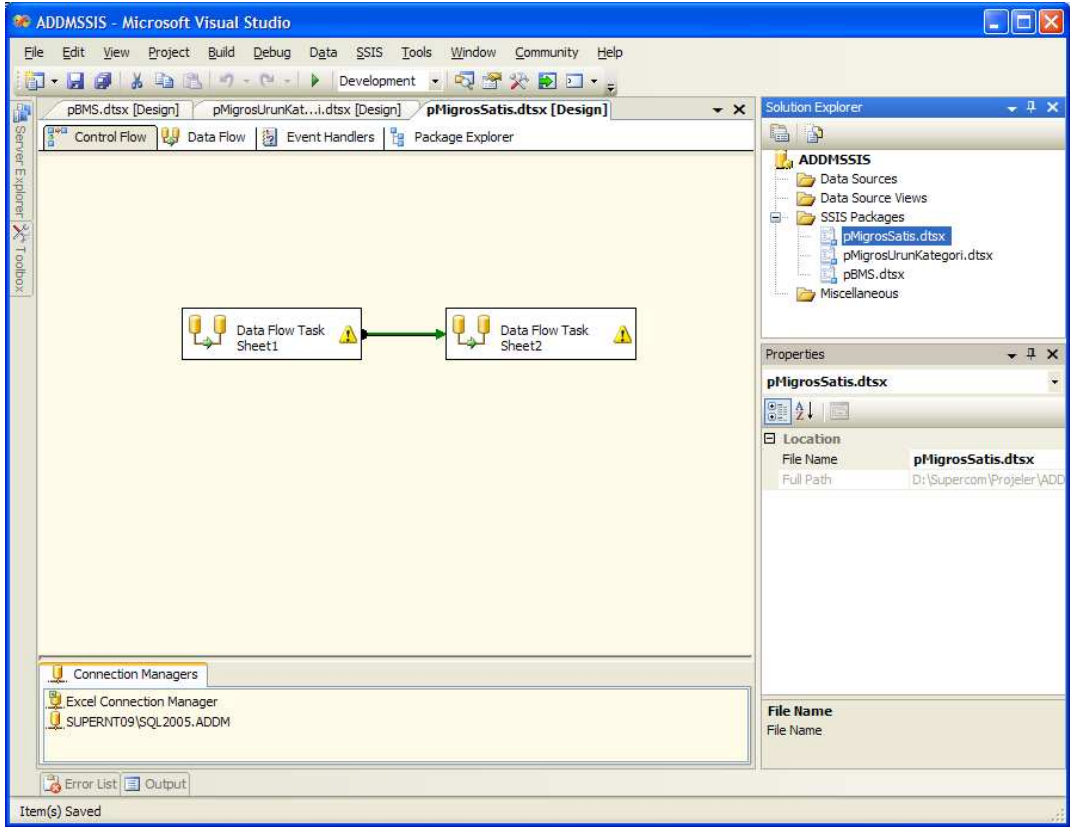 ADDMSSIS - Microsoft Visual Studio
File Edit View Project Build Debug Data SSIS Tools Window Community Help
Development
pBMS.dtsx [Design] pMigrosUrunKat...i.dtsx [Design] pMigrosSatis.dtsx [Design]
Control Flow Data Flow Event Handlers Package Explorer
Server Explorer
Toolbox
Data Flow Task
Sheet1
Data Flow Task
Sheet2
Connection Managers
Excel Connection Manager
SUPERNT09\SQL2005.ADDM
Solution Explorer
ADDMSSIS
Data Sources
Data Source Views
SSIS Packages
pMigrosSatis.dtsx
pMigrosUrunKategori.dtsx
pBMS.dtsx
Miscellaneous
Properties
pMigrosSatis.dtsx
Location
File Name pMigrosSatis.dtsx
Full Path D:\Supercom\Projeler\ADD
File Name
File Name
Error List Output
Item(s) Saved